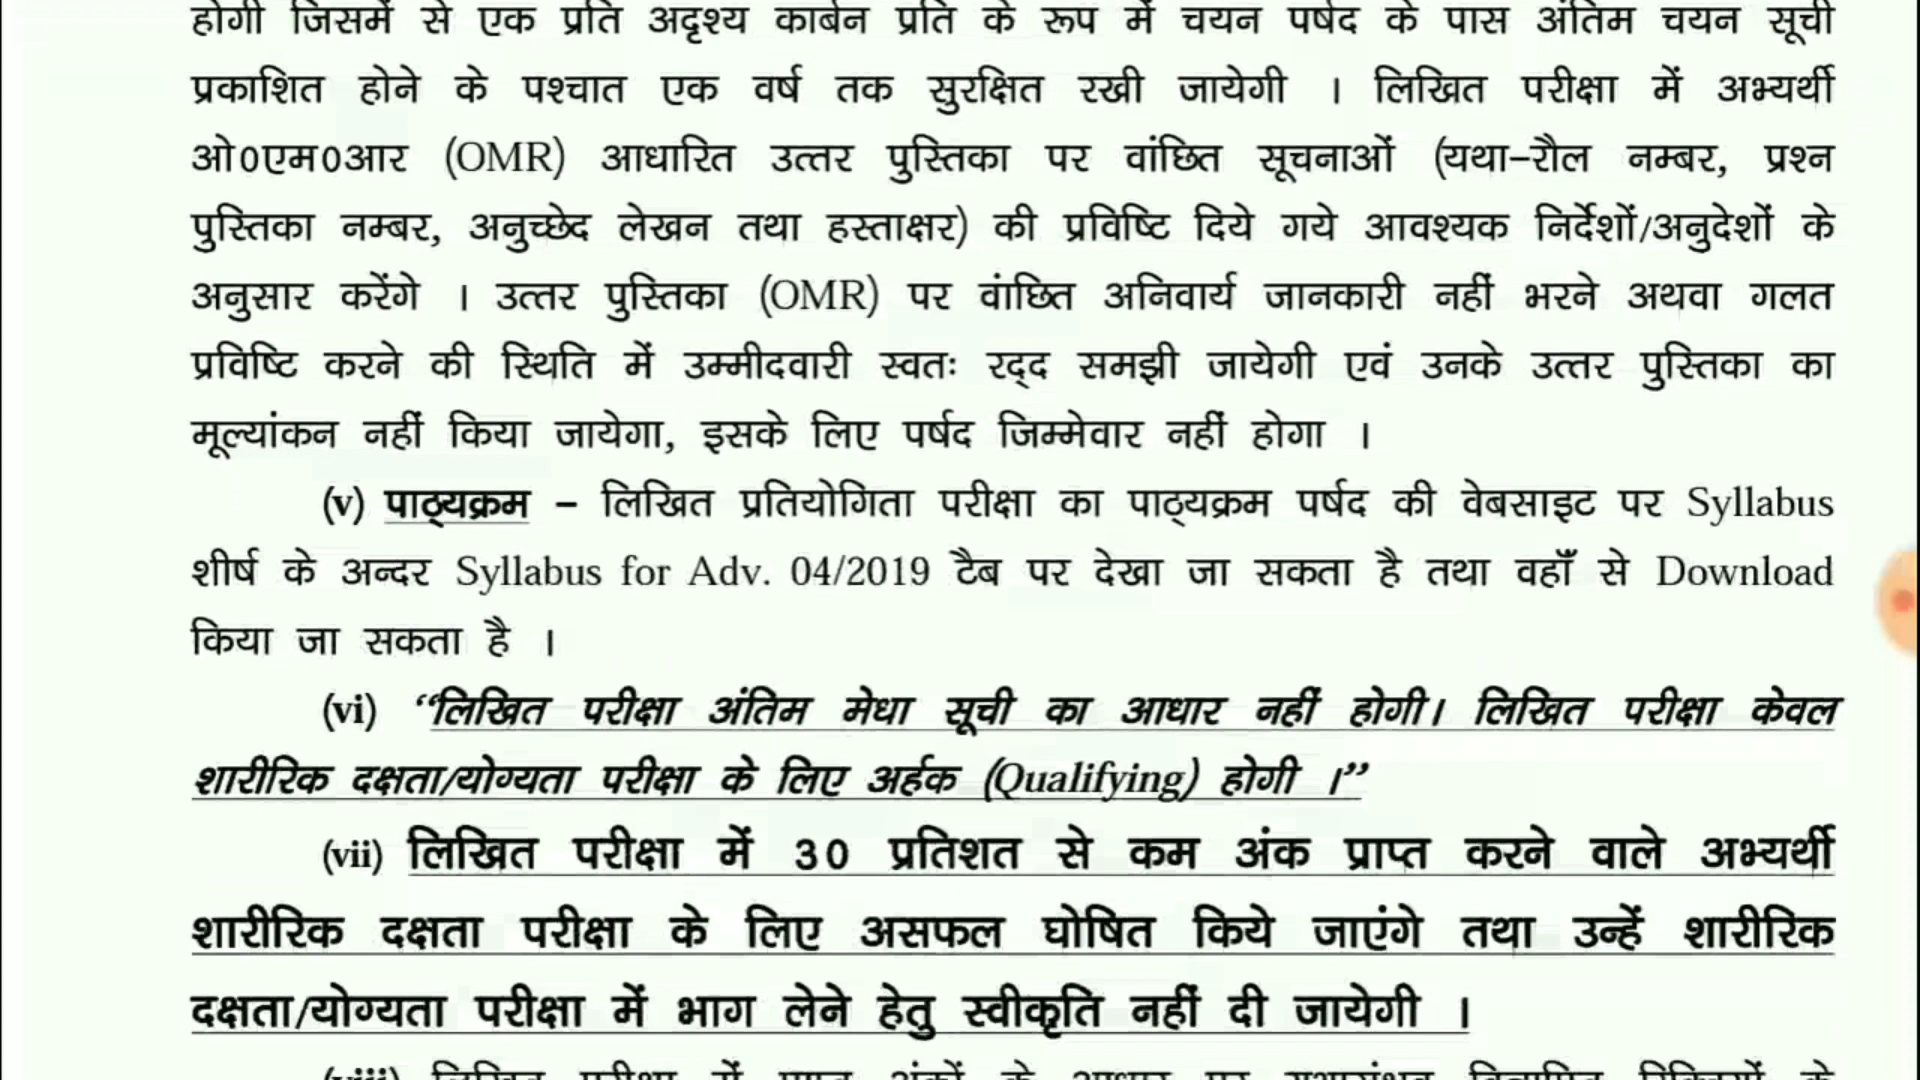 होगी जिसमें से एक प्रति अदृश्य कार्बन प्रति के रूप में चयन पर्षद के पास अंतिम चयन सूची
प्रकाशित होने के पश्चात एक वर्ष तक सुरक्षित रखी जायेगी । लिखित परीक्षा में अभ्यर्थी
ओ0एम0आर (OMR) आधारित उत्तर पुस्तिका पर वांछित सूचनाओं (यथा–रौल नम्बर, प्रश्न
पुस्तिका नम्बर, अनुच्छेद लेखन तथा हस्ताक्षर) की प्रविष्टि दिये गये आवश्यक निर्देशों/अनुदेशों के
अनुसार करेंगे । उत्तर पुस्तिका (OMR) पर वांछित अनिवार्य जानकारी नहीं भरने अथवा गलत
प्रविष्टि करने की स्थिति में उम्मीदवारी स्वतः रद्द समझी जायेगी एवं उनके उत्तर पुस्तिका का
मूल्यांकन नहीं किया जायेगा, इसके लिए पर्षद जिम्मेवार नहीं होगा ।
(v) पाठ्यक्रम – लिखित प्रतियोगिता परीक्षा का पाठ्यक्रम पर्षद की वेबसाइट पर Syllabus
शीर्ष के अन्दर Syllabus for Adv. 04/2019 टैब पर देखा जा सकता है तथा वहाँ से Download
किया जा सकता है ।
(vi) “लिखित परीक्षा अंतिम मेधा सूची का आधार नहीं होगी। लिखित परीक्षा केवल
शारीरिक दक्षता/योग्यता परीक्षा के लिए अर्हक (Qualifying) होगी ।”
(vii) लिखित परीक्षा में 30 प्रतिशत से कम अंक प्राप्त करने वाले अभ्यर्थी
शारीरिक दक्षता परीक्षा के लिए असफल घोषित किये जाएंगे तथा उन्हें शारीरिक
दक्षता/योग्यता परीक्षा में भाग लेने हेतु स्वीकृति नहीं दी जायेगी ।
(viii) लिखित परीक्षा में प्राप्त अंकों के आधार पर यथासंभव विज्ञापित रिक्तियों के